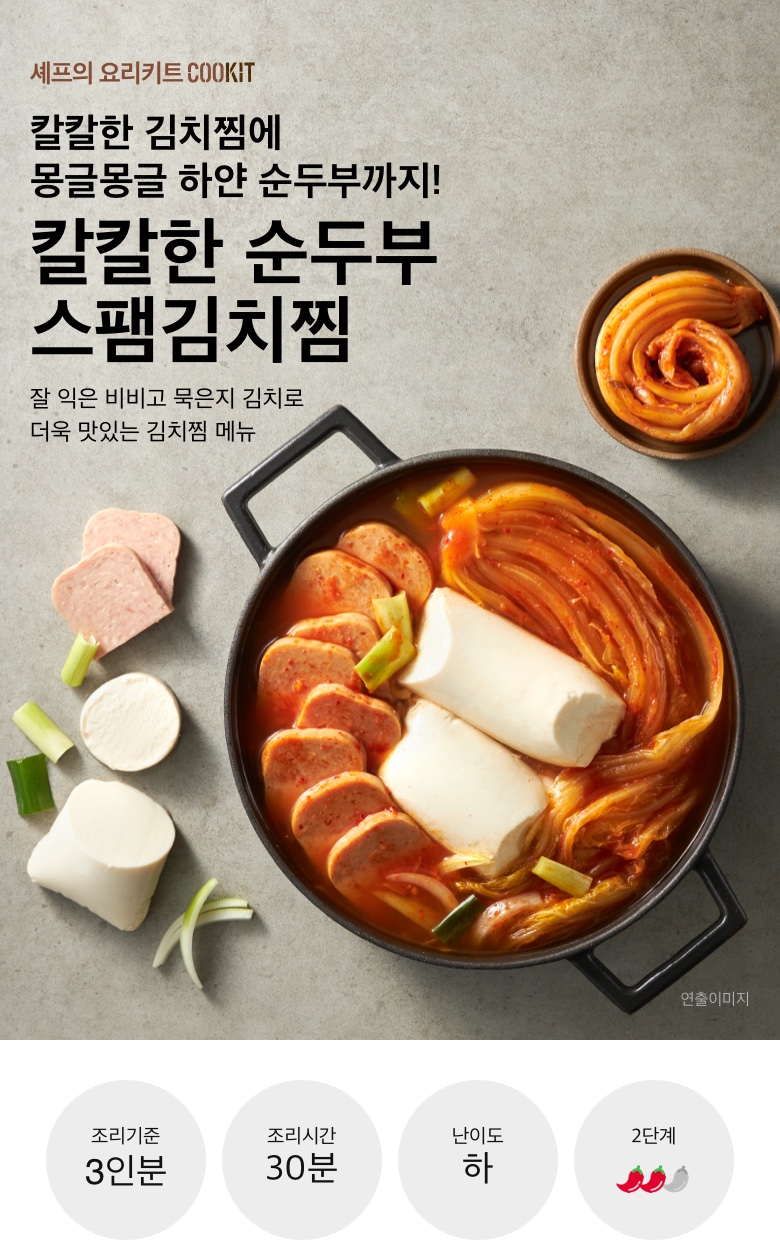 셰프의 요리키트 COOKIT
칼칼한 김치찜에
몽글몽글 하얀 순두부까지!
칼칼한 순두부
스팸김치찜
잘 익은 비비고 묵은지 김치로
더욱 맛있는 김치찜 메뉴
연출이미지
조리기준
3인분
조리시간
30분
난이도
하
2단계